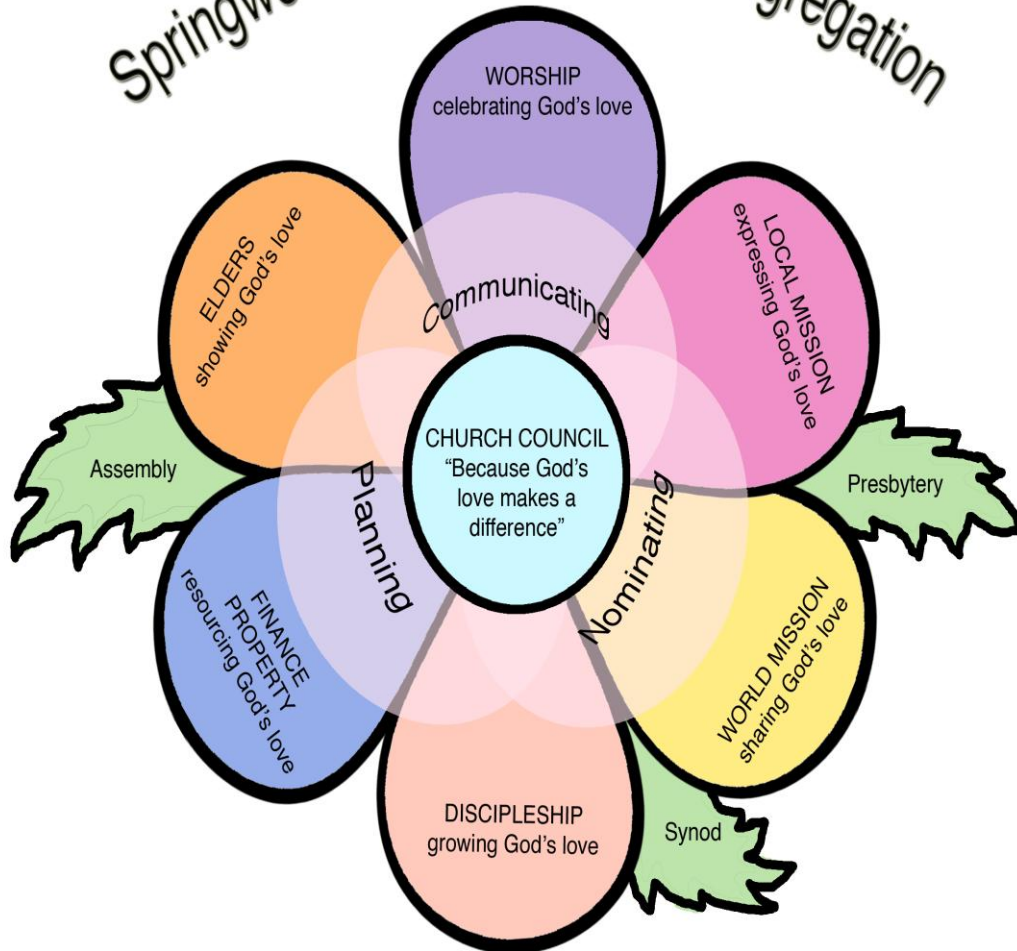 WORSHIP
celebrating God's love
ELDERS
showing God's love
LOCAL MISSION
expressing God's love
Communicating
Assembly
CHURCH COUNCIL
“Because God's
love makes a
difference”
Presbytery
Planning
Nominating
FINANCE
PROPERTY
resourcing God's love
WORLD MISSION
sharing God's love
DISCIPLESHIP
growing God's love
Synod